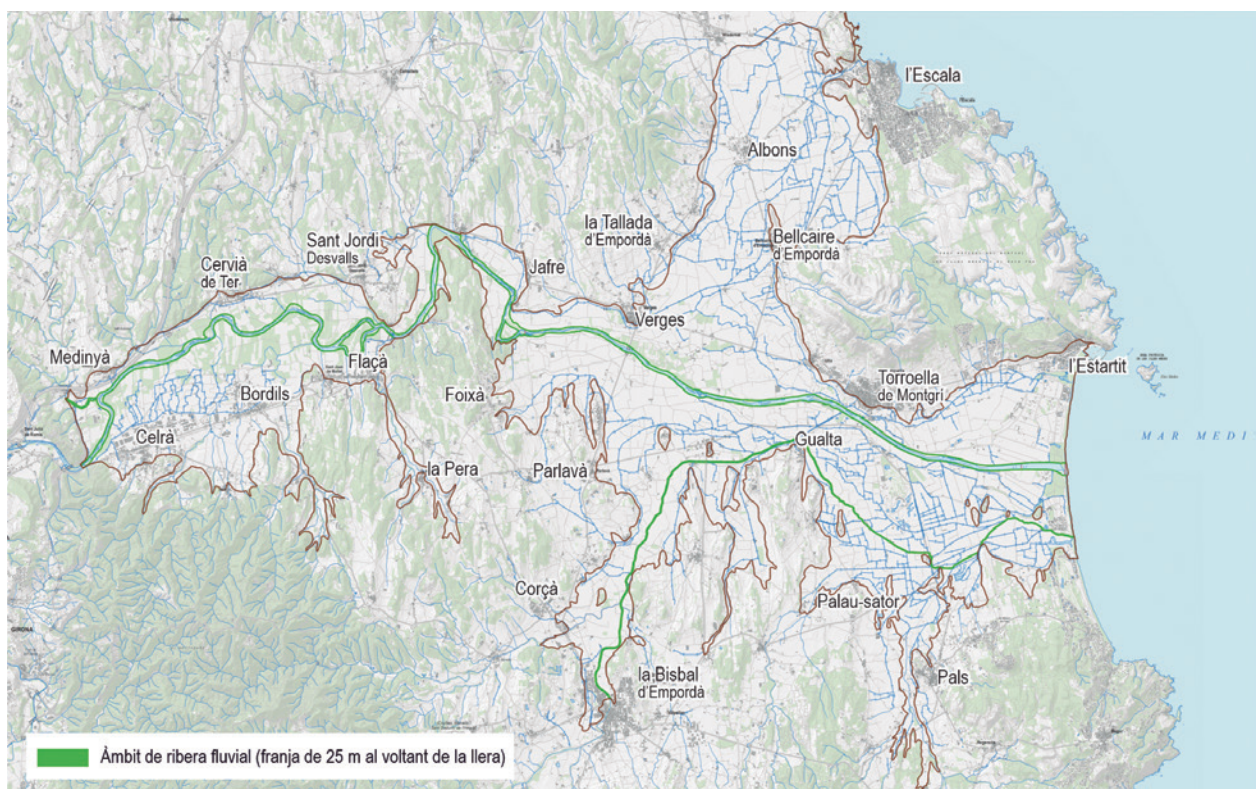 l'Escala
Albons
la Tallada
d'Empordà
Bellcaire
d'Empordà
Sant Jordi
Desvalls
Jafre
Cervià
de Ter
Verges
Medinyà
Flaçà
l'Estartit
Torroella
de Montgrí
Bordils
Foixà
MAR MEDI
Celrà
Gualta
la Pera
Parlavà
Corçà
Palau-sator
GIRONA
la Bisbal
d'Empordà
Pals
Àmbit de ribera fluvial (franja de 25 m al voltant de la llera)